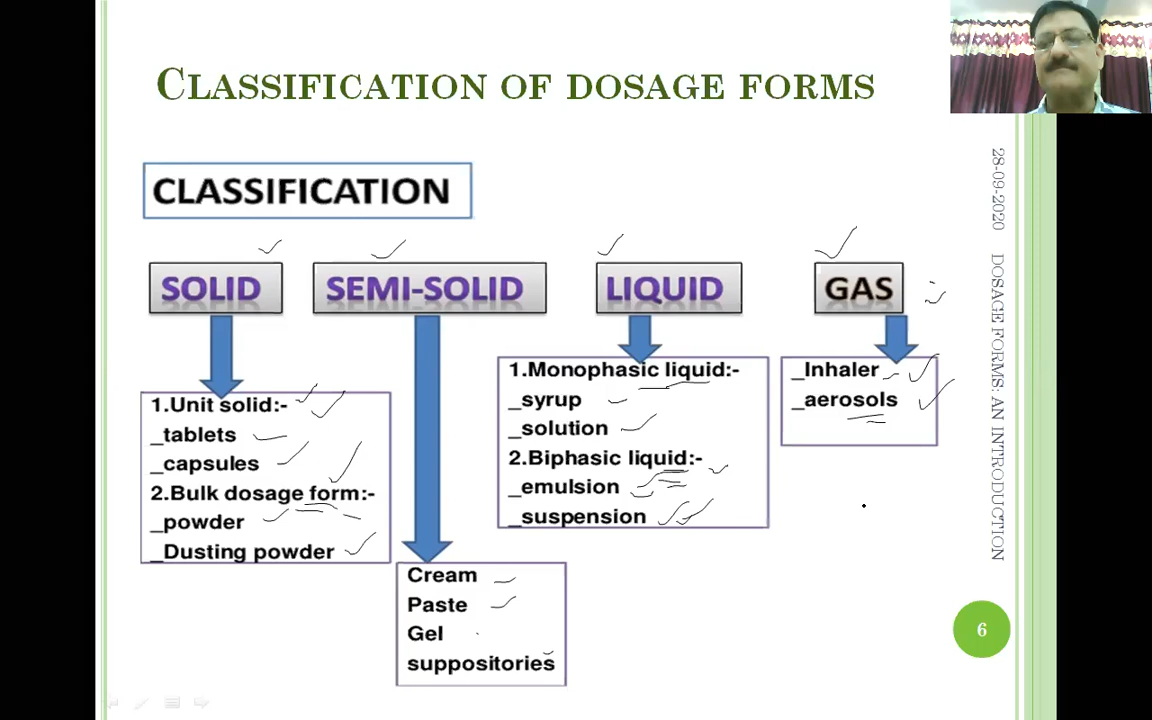 CLASSIFICATION OF DOSAGE FORMS
CLASSIFICATION
SOLID
1.Unit solid:-
_tablets
_capsules
2.Bulk dosage form:-
_powder
_Dusting powder
SEMI-SOLID
Cream
Paste
Gel
suppositories
LIQUID
1.Monophasic liquid:-
_syrup
_solution
2.Biphasic liquid:-
_emulsion
_suspension
GAS
_Inhaler
_aerosols
28-09-2020
DOSAGE FORMS: AN INTRODUCTION
6